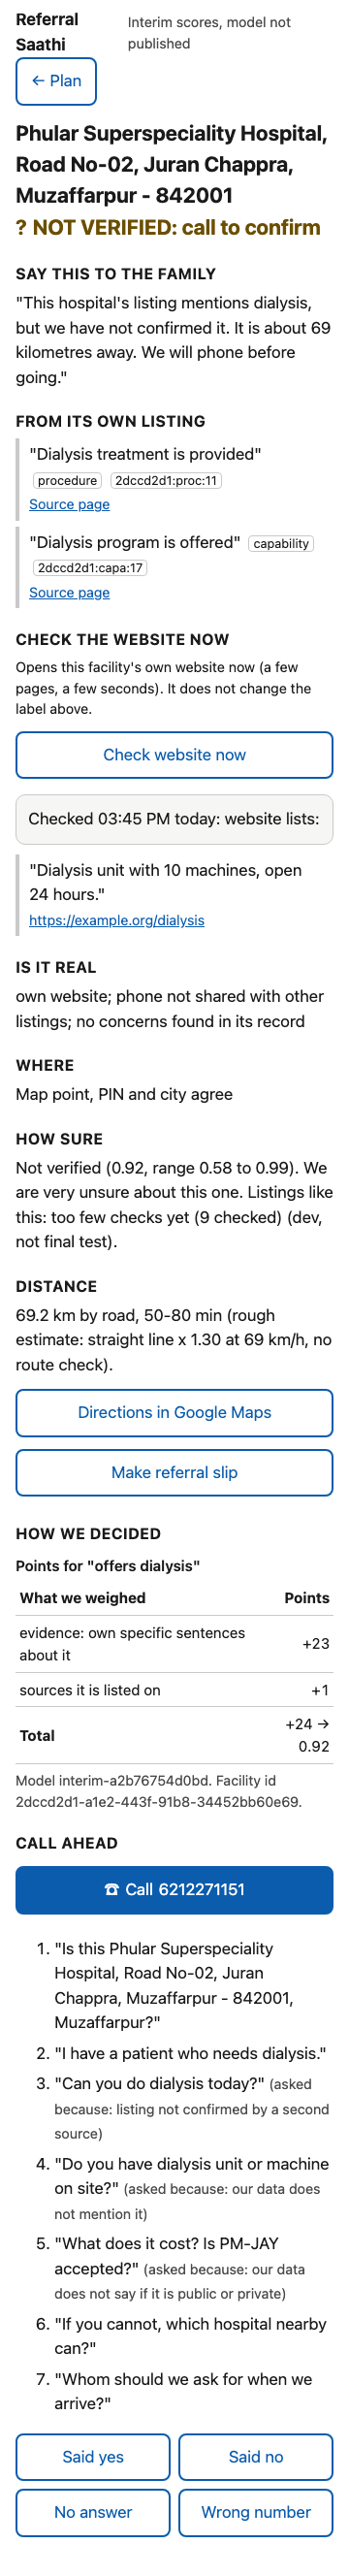 Referral
Saathi
Interim scores, model not
published
← Plan
Phular Superspeciality Hospital,
Road No-02, Juran Chappra,
Muzaffarpur - 842001
? NOT VERIFIED: call to confirm
SAY THIS TO THE FAMILY
"This hospital's listing mentions dialysis,
but we have not confirmed it. It is about 69
kilometres away. We will phone before
going."
FROM ITS OWN LISTING
"Dialysis treatment is provided"
procedure 2dccd2d1:proc:11
Source page
"Dialysis program is offered" capability
2dccd2d1:capa:17
Source page
CHECK THE WEBSITE NOW
Opens this facility's own website now (a few
pages, a few seconds). It does not change the
label above.
Check website now
Checked 03:45 PM today: website lists:
"Dialysis unit with 10 machines, open
24 hours."
https://example.org/dialysis
IS IT REAL
own website; phone not shared with other
listings; no concerns found in its record
WHERE
Map point, PIN and city agree
HOW SURE
Not verified (0.92, range 0.58 to 0.99). We
are very unsure about this one. Listings like
this: too few checks yet (9 checked) (dev,
not final test).
DISTANCE
69.2 km by road, 50-80 min (rough
estimate: straight line x 1.30 at 69 km/h, no
route check).
Directions in Google Maps
Make referral slip
HOW WE DECIDED
Points for "offers dialysis"
What we weighed Points
evidence: own specific sentences
about it +23
sources it is listed on +1
Total +24 →
0.92
Model interim-a2b76754d0bd. Facility id
2dccd2d1-a1e2-443f-91b8-34452bb60e69.
CALL AHEAD
☎ Call 6212271151
1. "Is this Phular Superspeciality
Hospital, Road No-02, Juran
Chappra, Muzaffarpur - 842001,
Muzaffarpur?"
2. "I have a patient who needs dialysis."
3. "Can you do dialysis today?" (asked
because: listing not confirmed by a second
source)
4. "Do you have dialysis unit or machine
on site?" (asked because: our data does
not mention it)
5. "What does it cost? Is PM-JAY
accepted?" (asked because: our data
does not say if it is public or private)
6. "If you cannot, which hospital nearby
can?"
7. "Whom should we ask for when we
arrive?"
Said yes
Said no
No answer
Wrong number